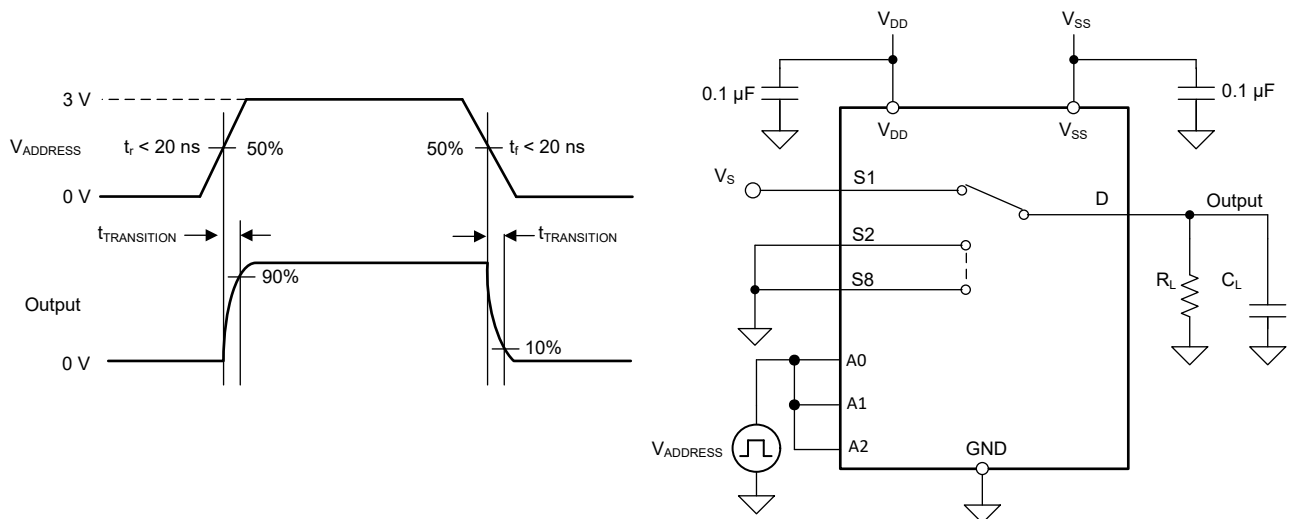 3 V
V_ADDRESS
t_r < 20 ns
50%
50%
t_f < 20 ns
0 V
t_TRANSITION
t_TRANSITION
90%
Output
10%
0 V
V_DD
V_SS
0.1 µF
0.1 µF
V_DD
V_SS
V_S
S1
D
Output
S2
S8
R_L
C_L
A0
A1
A2
V_ADDRESS
GND